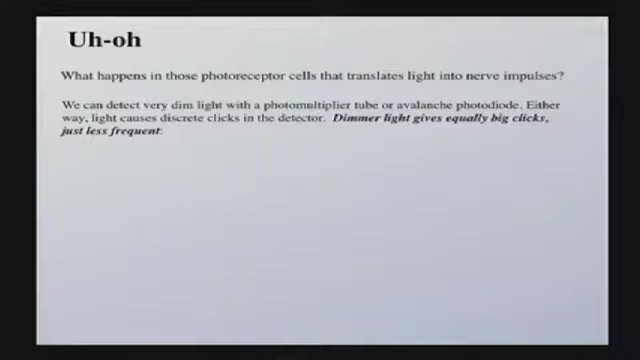 Uh-oh
What happens in those photoreceptor cells that translates light into nerve impulses?
We can detect very dim light with a photomultiplier tube or avalanche photodiode. Either
way, light causes discrete clicks in the detector. Dimmer light gives equally big clicks,
just less frequent: